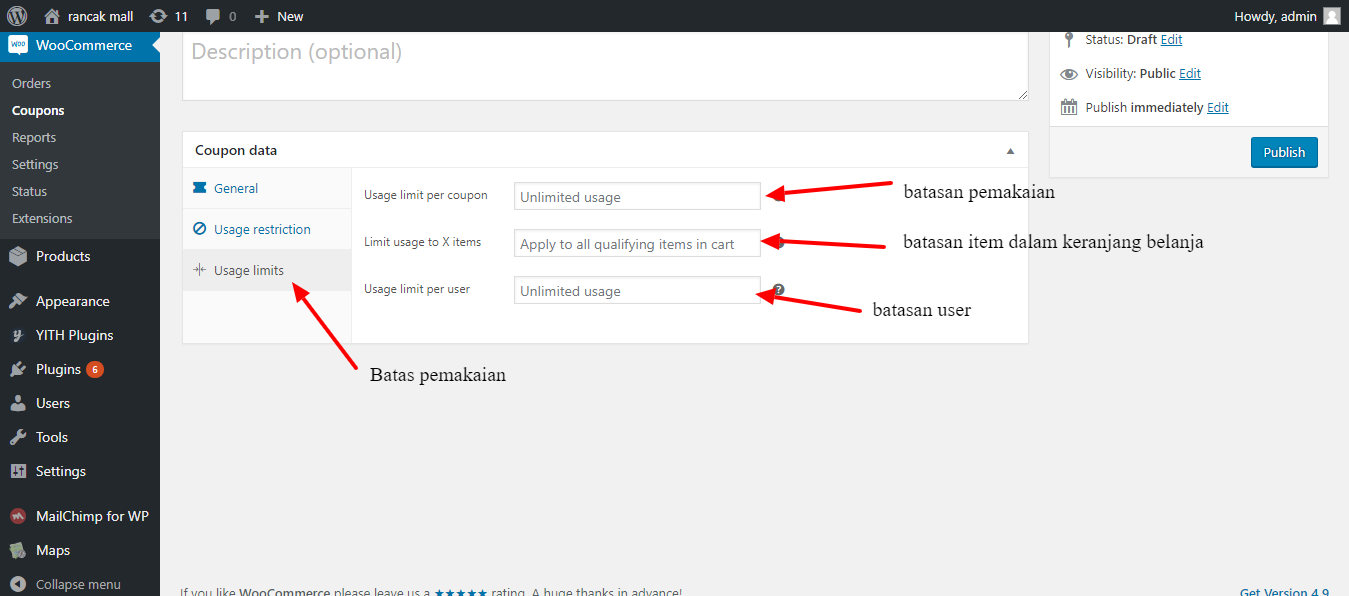 rancak mall 11 0 New Howdy, admin
WooCommerce
Orders
Coupons
Reports
Settings
Status
Extensions
Products
Appearance
YITH Plugins
Plugins 6
Users
Tools
Settings
MailChimp for WP
Maps
Collapse menu
Description (optional)
Status: Draft Edit
Visibility: Public Edit
Publish immediately Edit
Publish
Coupon data
General
Usage restriction
Usage limits
Usage limit per coupon Unlimited usage batasan pemakaian
Limit usage to X items Apply to all qualifying items in cart batasan item dalam keranjang belanja
Usage limit per user Unlimited usage ? batasan user
Batas pemakaian
If you like WooCommerce please leave us a ★★★★★ rating. A huge thanks in advance!
Get Version 4.9